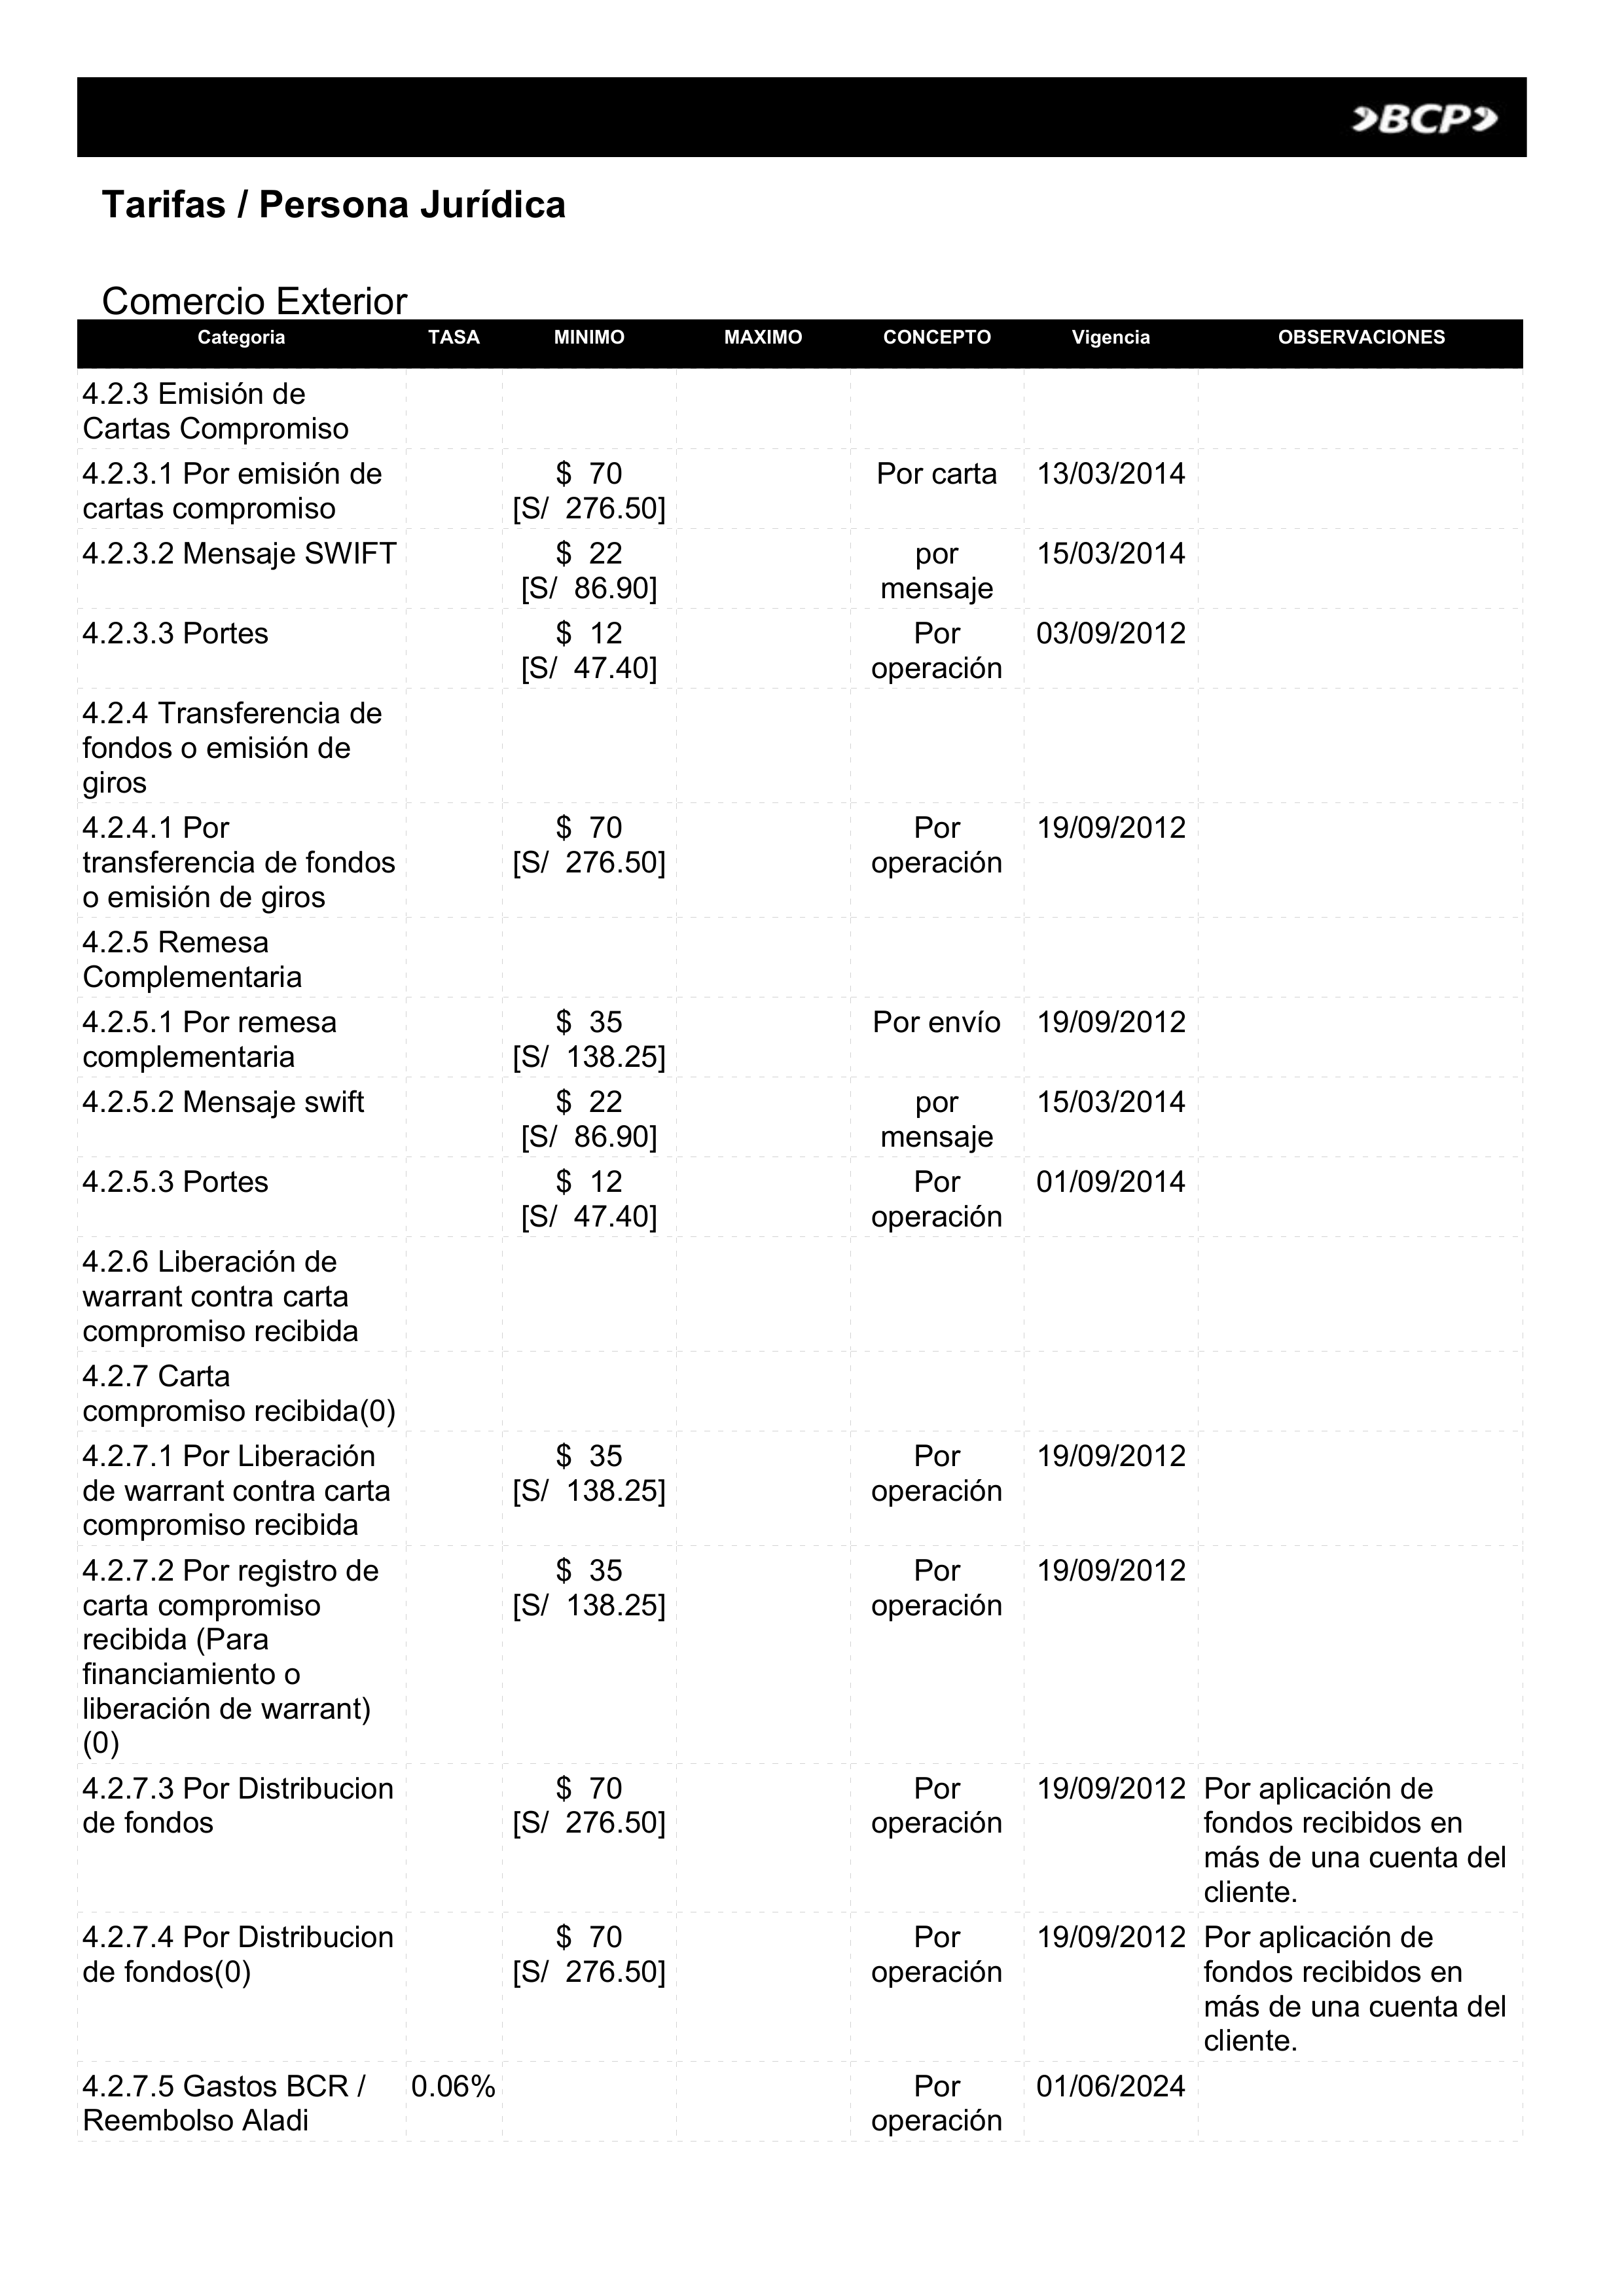 BCP
Tarifas / Persona Jurídica
Comercio Exterior
Categoria TASA MINIMO MAXIMO CONCEPTO Vigencia OBSERVACIONES
4.2.3 Emisión de
Cartas Compromiso
4.2.3.1 Por emisión de $ 70 Por carta 13/03/2014
cartas compromiso [S/ 276.50]
4.2.3.2 Mensaje SWIFT $ 22 por 15/03/2014
[S/ 86.90] mensaje
4.2.3.3 Portes $ 12 Por 03/09/2012
[S/ 47.40] operación
4.2.4 Transferencia de
fondos o emisión de
giros
4.2.4.1 Por $ 70 Por 19/09/2012
transferencia de fondos [S/ 276.50] operación
o emisión de giros
4.2.5 Remesa
Complementaria
4.2.5.1 Por remesa $ 35 Por envío 19/09/2012
complementaria [S/ 138.25]
4.2.5.2 Mensaje swift $ 22 por 15/03/2014
[S/ 86.90] mensaje
4.2.5.3 Portes $ 12 Por 01/09/2014
[S/ 47.40] operación
4.2.6 Liberación de
warrant contra carta
compromiso recibida
4.2.7 Carta
compromiso recibida(0)
4.2.7.1 Por Liberación $ 35 Por 19/09/2012
de warrant contra carta [S/ 138.25] operación
compromiso recibida
4.2.7.2 Por registro de $ 35 Por 19/09/2012
carta compromiso [S/ 138.25] operación
recibida (Para
financiamiento o
liberación de warrant)
(0)
4.2.7.3 Por Distribucion $ 70 Por 19/09/2012 Por aplicación de
de fondos [S/ 276.50] operación fondos recibidos en
más de una cuenta del
cliente.
4.2.7.4 Por Distribucion $ 70 Por 19/09/2012 Por aplicación de
de fondos(0) [S/ 276.50] operación fondos recibidos en
más de una cuenta del
cliente.
4.2.7.5 Gastos BCR / 0.06% Por 01/06/2024
Reembolso Aladi operación